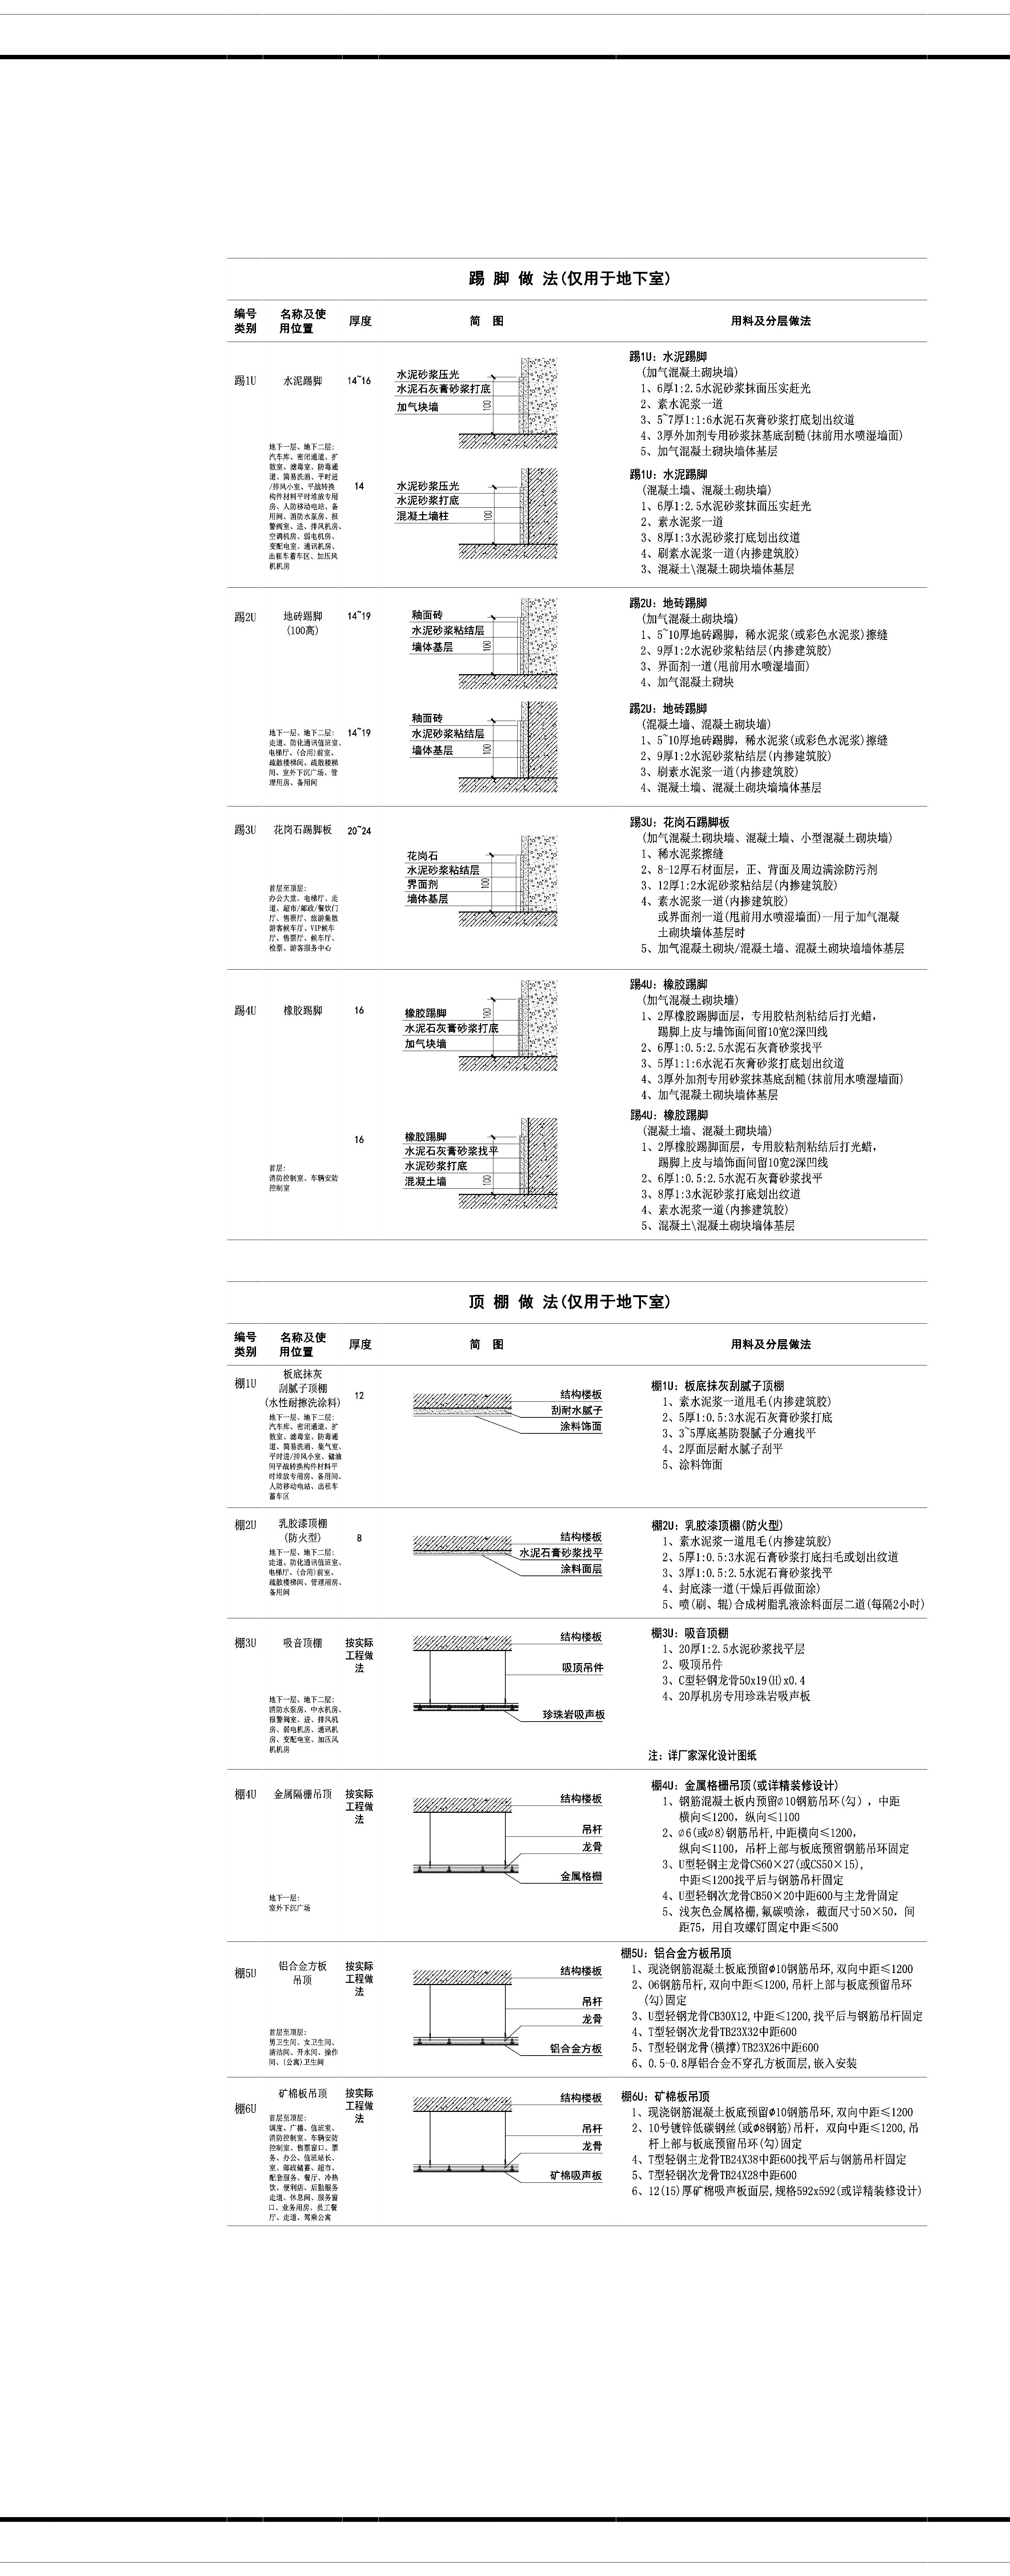 踢 脚 做 法(仅用于地下室)
编号
类别
名称及使
用位置
厚度
简 图
用料及分层做法
踢1U
水泥踢脚
14~16
水泥砂浆压光
水泥石灰膏砂浆打底
加气块墙
100
踢1U: 水泥踢脚
(加气混凝土砌块墙)
1、6厚1:2.5水泥砂浆抹面压实赶光
2、素水泥浆一道
3、5~7厚1:1:6水泥石灰膏砂浆打底划出纹道
4、3厚外加剂专用砂浆抹基底刮糙(抹前用水喷湿墙面)
5、加气混凝土砌块墙体基层
地下一层、地下二层:
汽车库、密闭通道、扩
散室、滤毒室、防毒通
道、简易洗消、平时进
/排风小室、平战转换
构件材料平时堆放专用
房、人防移动电站、备
用间、消防水泵房、报
警阀室、进、排风机房、
空调机房、弱电机房、
变配电室、通讯机房、
出租车蓄车区、加压风
机机房
14
水泥砂浆压光
水泥砂浆打底
混凝土墙柱
100
踢1U: 水泥踢脚
(混凝土墙、混凝土砌块墙)
1、6厚1:2.5水泥砂浆抹面压实赶光
2、素水泥浆一道
3、8厚1:3水泥砂浆打底划出纹道
4、刷素水泥浆一道(内掺建筑胶)
3、混凝土\混凝土砌块墙体基层
踢2U
地砖踢脚
(100高)
14~19
釉面砖
水泥砂浆粘结层
墙体基层
100
踢2U: 地砖踢脚
(加气混凝土砌块墙)
1、5~10厚地砖踢脚, 稀水泥浆(或彩色水泥浆)擦缝
2、9厚1:2水泥砂浆粘结层(内掺建筑胶)
3、界面剂一道(甩前用水喷湿墙面)
4、加气混凝土砌块
地下一层、地下二层:
走道、防化通讯值班室、
电梯厅、(合用)前室、
疏散楼梯间、疏散楼梯
间、室外下沉广场、管
理用房、备用间
14~19
釉面砖
水泥砂浆粘结层
墙体基层
100
踢2U: 地砖踢脚
(混凝土墙、混凝土砌块墙)
1、5~10厚地砖踢脚, 稀水泥浆(或彩色水泥浆)擦缝
2、9厚1:2水泥砂浆粘结层(内掺建筑胶)
3、刷素水泥浆一道(内掺建筑胶)
4、混凝土墙、混凝土砌块墙墙体基层
踢3U
花岗石踢脚板
20~24
花岗石
水泥砂浆粘结层
界面剂
墙体基层
100
首层至顶层:
办公大堂、电梯厅、走
道、超市/邮政/餐饮门
厅、售票厅、旅游集散
游客候车厅、VIP候车
厅、售票厅、候车厅、
检票、游客服务中心
踢3U: 花岗石踢脚板
(加气混凝土砌块墙、混凝土墙、小型混凝土砌块墙)
1、稀水泥浆擦缝
2、8-12厚石材面层, 正、背面及周边满涂防污剂
3、12厚1:2水泥砂浆粘结层(内掺建筑胶)
4、素水泥浆一道(内掺建筑胶)
或界面剂一道(甩前用水喷湿墙面)—用于加气混凝
土砌块墙体基层时
5、加气混凝土砌块/混凝土墙、混凝土砌块墙墙体基层
踢4U
橡胶踢脚
16
橡胶踢脚
水泥石灰膏砂浆打底
加气块墙
100
踢4U: 橡胶踢脚
(加气混凝土砌块墙)
1、2厚橡胶踢脚面层, 专用胶粘剂粘结后打光蜡,
踢脚上皮与墙饰面间留10宽2深凹线
2、6厚1:0.5:2.5水泥石灰膏砂浆找平
3、5厚1:1:6水泥石灰膏砂浆打底划出纹道
4、3厚外加剂专用砂浆抹基底刮糙(抹前用水喷湿墙面)
4、加气混凝土砌块墙体基层
首层:
消防控制室、车辆安防
控制室
16
橡胶踢脚
水泥石灰膏砂浆找平
水泥砂浆打底
混凝土墙
100
踢4U: 橡胶踢脚
(混凝土墙、混凝土砌块墙)
1、2厚橡胶踢脚面层, 专用胶粘剂粘结后打光蜡,
踢脚上皮与墙饰面间留10宽2深凹线
2、6厚1:0.5:2.5水泥石灰膏砂浆找平
3、8厚1:3水泥砂浆打底划出纹道
4、素水泥浆一道(内掺建筑胶)
5、混凝土\混凝土砌块墙体基层
顶 棚 做 法(仅用于地下室)
编号
类别
名称及使
用位置
厚度
简 图
用料及分层做法
棚1U
板底抹灰
刮腻子顶棚
(水性耐擦洗涂料)
12
地下一层、地下二层:
汽车库、密闭通道、扩
散室、滤毒室、防毒通
道、简易洗消、集气室、
平时进/排风小室、储油
间平战转换构件材料平
时堆放专用房、备用间、
人防移动电站、出租车
蓄车区
结构楼板
刮耐水腻子
涂料饰面
棚1U: 板底抹灰刮腻子顶棚
1、素水泥浆一道甩毛(内掺建筑胶)
2、5厚1:0.5:3水泥石灰膏砂浆打底
3、3~5厚底基防裂腻子分遍找平
4、2厚面层耐水腻子刮平
5、涂料饰面
棚2U
乳胶漆顶棚
(防火型)
8
地下一层、地下二层:
走道、防化通讯值班室、
电梯厅、(合用)前室、
疏散楼梯间、管理用房、
备用间
结构楼板
水泥石膏砂浆找平
涂料面层
棚2U: 乳胶漆顶棚(防火型)
1、素水泥浆一道甩毛(内掺建筑胶)
2、5厚1:0.5:3水泥石膏砂浆打底扫毛或划出纹道
3、3厚1:0.5:2.5水泥石膏砂浆找平
4、封底漆一道(干燥后再做面涂)
5、喷(刷、辊)合成树脂乳液涂料面层二道(每隔2小时)
棚3U
吸音顶棚
按实际
工程做
法
地下一层、地下二层:
消防水泵房、中水机房、
报警阀室、进、排风机
房、弱电机房、通讯机
房、变配电室、加压风
机机房
结构楼板
吸顶吊件
珍珠岩吸声板
棚3U: 吸音顶棚
1、20厚1:2.5水泥砂浆找平层
2、吸顶吊件
3、C型轻钢龙骨50x19(H)x0.4
4、20厚机房专用珍珠岩吸声板
注: 详厂家深化设计图纸
棚4U
金属隔栅吊顶
按实际
工程做
法
地下一层:
室外下沉广场
结构楼板
吊杆
龙骨
金属格栅
棚4U: 金属格栅吊顶(或详精装修设计)
1、钢筋混凝土板内预留∅10钢筋吊环(勾), 中距
横向≤1200, 纵向≤1100
2、∅6(或∅8)钢筋吊杆,中距横向≤1200,
纵向≤1100, 吊杆上部与板底预留钢筋吊环固定
3、U型轻钢主龙骨CS60×27(或CS50×15),
中距≤1200找平后与钢筋吊杆固定
4、U型轻钢次龙骨CB50×20中距600与主龙骨固定
5、浅灰色金属格栅,氟碳喷涂, 截面尺寸50×50, 间
距75, 用自攻螺钉固定中距≤500
棚5U
铝合金方板
吊顶
按实际
工程做
法
首层至顶层:
男卫生间、女卫生间、
清洁间、开水间、操作
间、(公寓)卫生间
结构楼板
吊杆
龙骨
铝合金方板
棚5U: 铝合金方板吊顶
1、现浇钢筋混凝土板底预留∅10钢筋吊环,双向中距≤1200
2、O6钢筋吊杆,双向中距≤1200,吊杆上部与板底预留吊环
(勾)固定
3、U型轻钢龙骨CB30X12,中距≤1200,找平后与钢筋吊杆固定
4、T型轻钢次龙骨TB23X32中距600
5、T型轻钢龙骨(横撑)TB23X26中距600
6、0.5-0.8厚铝合金不穿孔方板面层,嵌入安装
棚6U
矿棉板吊顶
按实际
工程做
法
首层至顶层:
调度、广播、值班室、
消防控制室、车辆安防
控制室、售票窗口、票
务、办公、值班站长、
室、邮政储蓄、超市、
配套服务、餐厅、冷热
饮、便利店、后勤服务
走道、休息间、服务窗
口、业务用房、员工餐
厅、走道、驾乘公寓
结构楼板
吊杆
龙骨
矿棉吸声板
棚6U: 矿棉板吊顶
1、现浇钢筋混凝土板底预留∅10钢筋吊环,双向中距≤1200
2、10号镀锌低碳钢丝(或∅8钢筋)吊杆, 双向中距≤1200,吊
杆上部与板底预留吊环(勾)固定
4、T型轻钢主龙骨TB24X38中距600找平后与钢筋吊杆固定
5、T型轻钢次龙骨TB24X28中距600
6、12(15)厚矿棉吸声板面层,规格592x592(或详精装修设计)